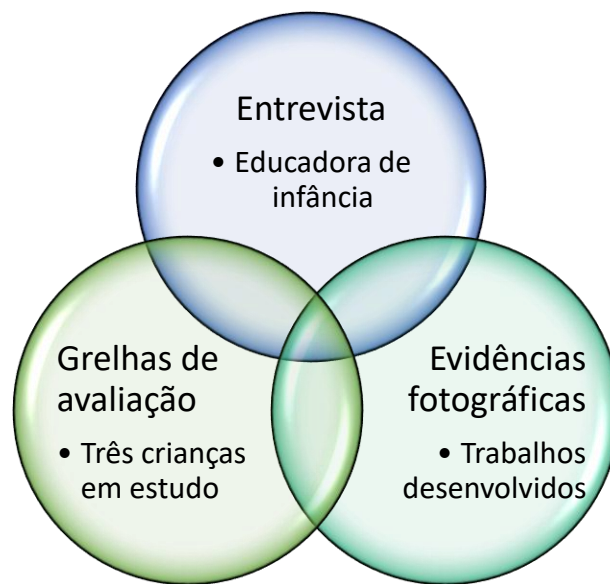 Entrevista
• Educadora de
infância
Grelhas de
avaliação
• Três crianças
em estudo
Evidências
fotográficas
• Trabalhos
desenvolvidos